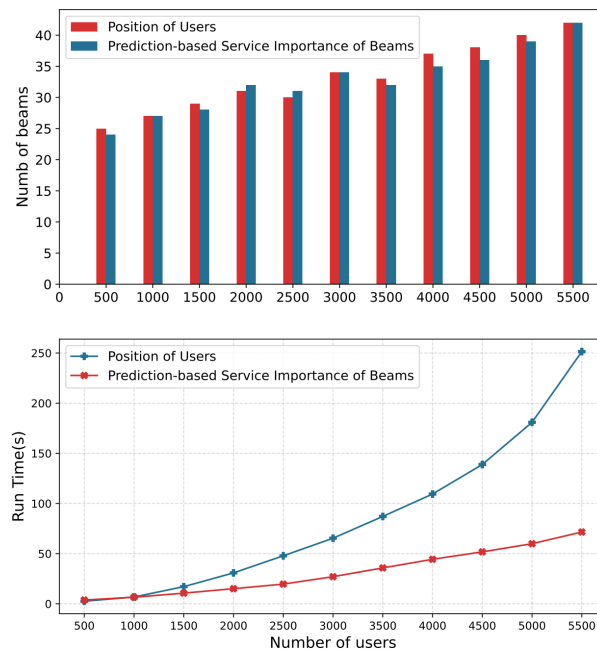 Position of Users
Prediction-based Service Importance of Beams
Numb of beams
40
35
30
25
20
15
10
5
0
0 500 1000 1500 2000 2500 3000 3500 4000 4500 5000 5500
Position of Users
Prediction-based Service Importance of Beams
Run Time(s)
250
200
150
100
50
0
500 1000 1500 2000 2500 3000 3500 4000 4500 5000 5500
Number of users